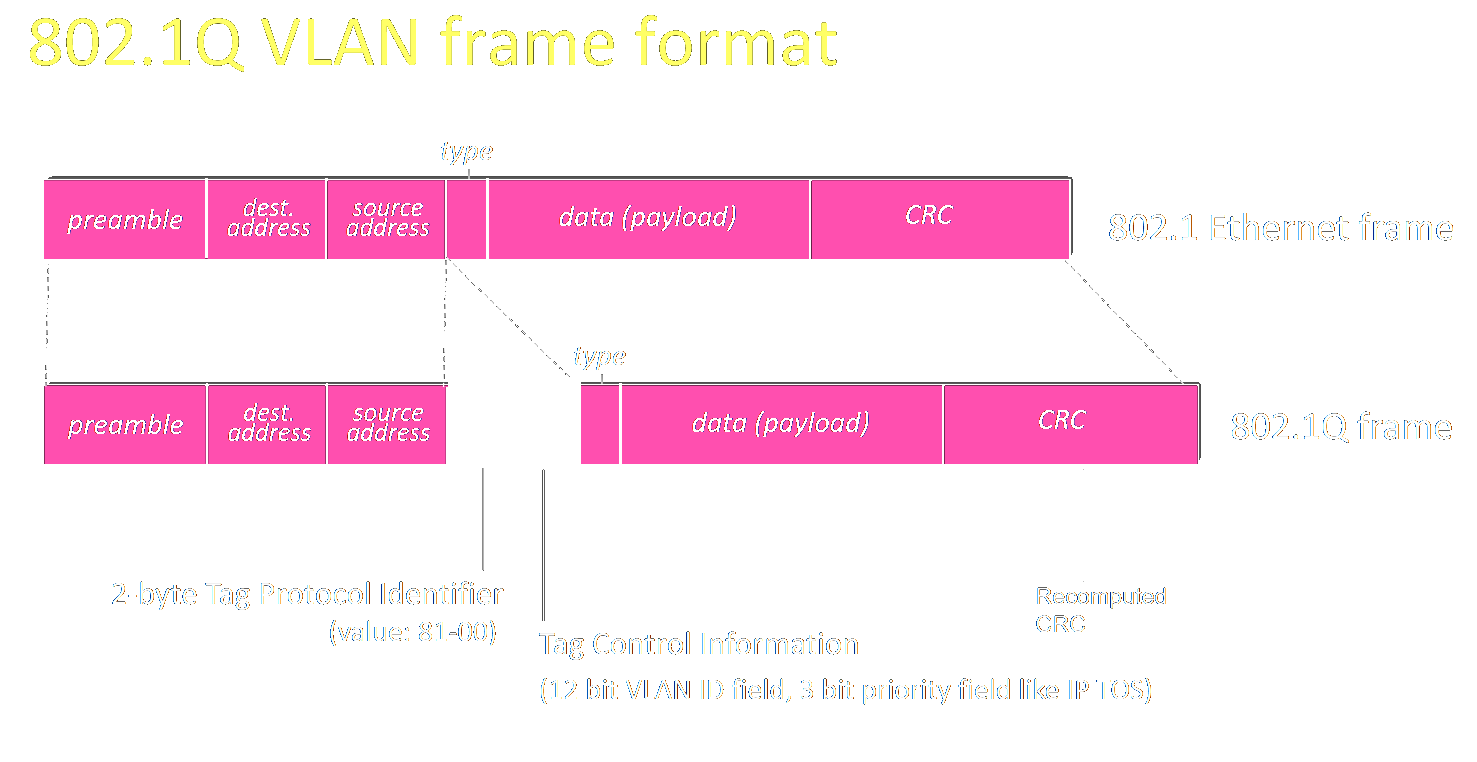 802.1Q VLAN frame format
type
preamble
dest.
address
source
address
data (payload)
CRC
802.1 Ethernet frame
type
preamble
dest.
address
source
address
data (payload)
CRC
802.1Q frame
2-byte Tag Protocol Identifier
(value: 81-00)
Recomputed
CRC
Tag Control Information
(12 bit VLAN ID field, 3 bit priority field like IP TOS)